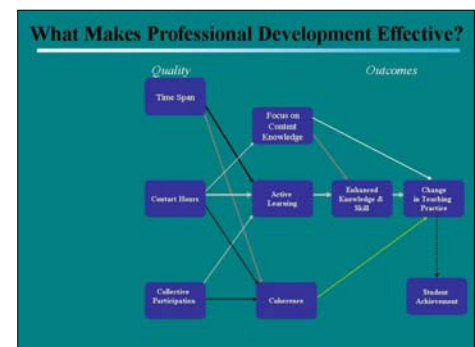 What Makes Professional Development Effective?
Quality
Outcomes
Time Span
Focus on
Content
Knowledge
Contact Hours
Active
Learning
Enhanced
Knowledge &
Skill
Change
in Teaching
Practice
Collective
Participation
Coherence
Student
Achievement